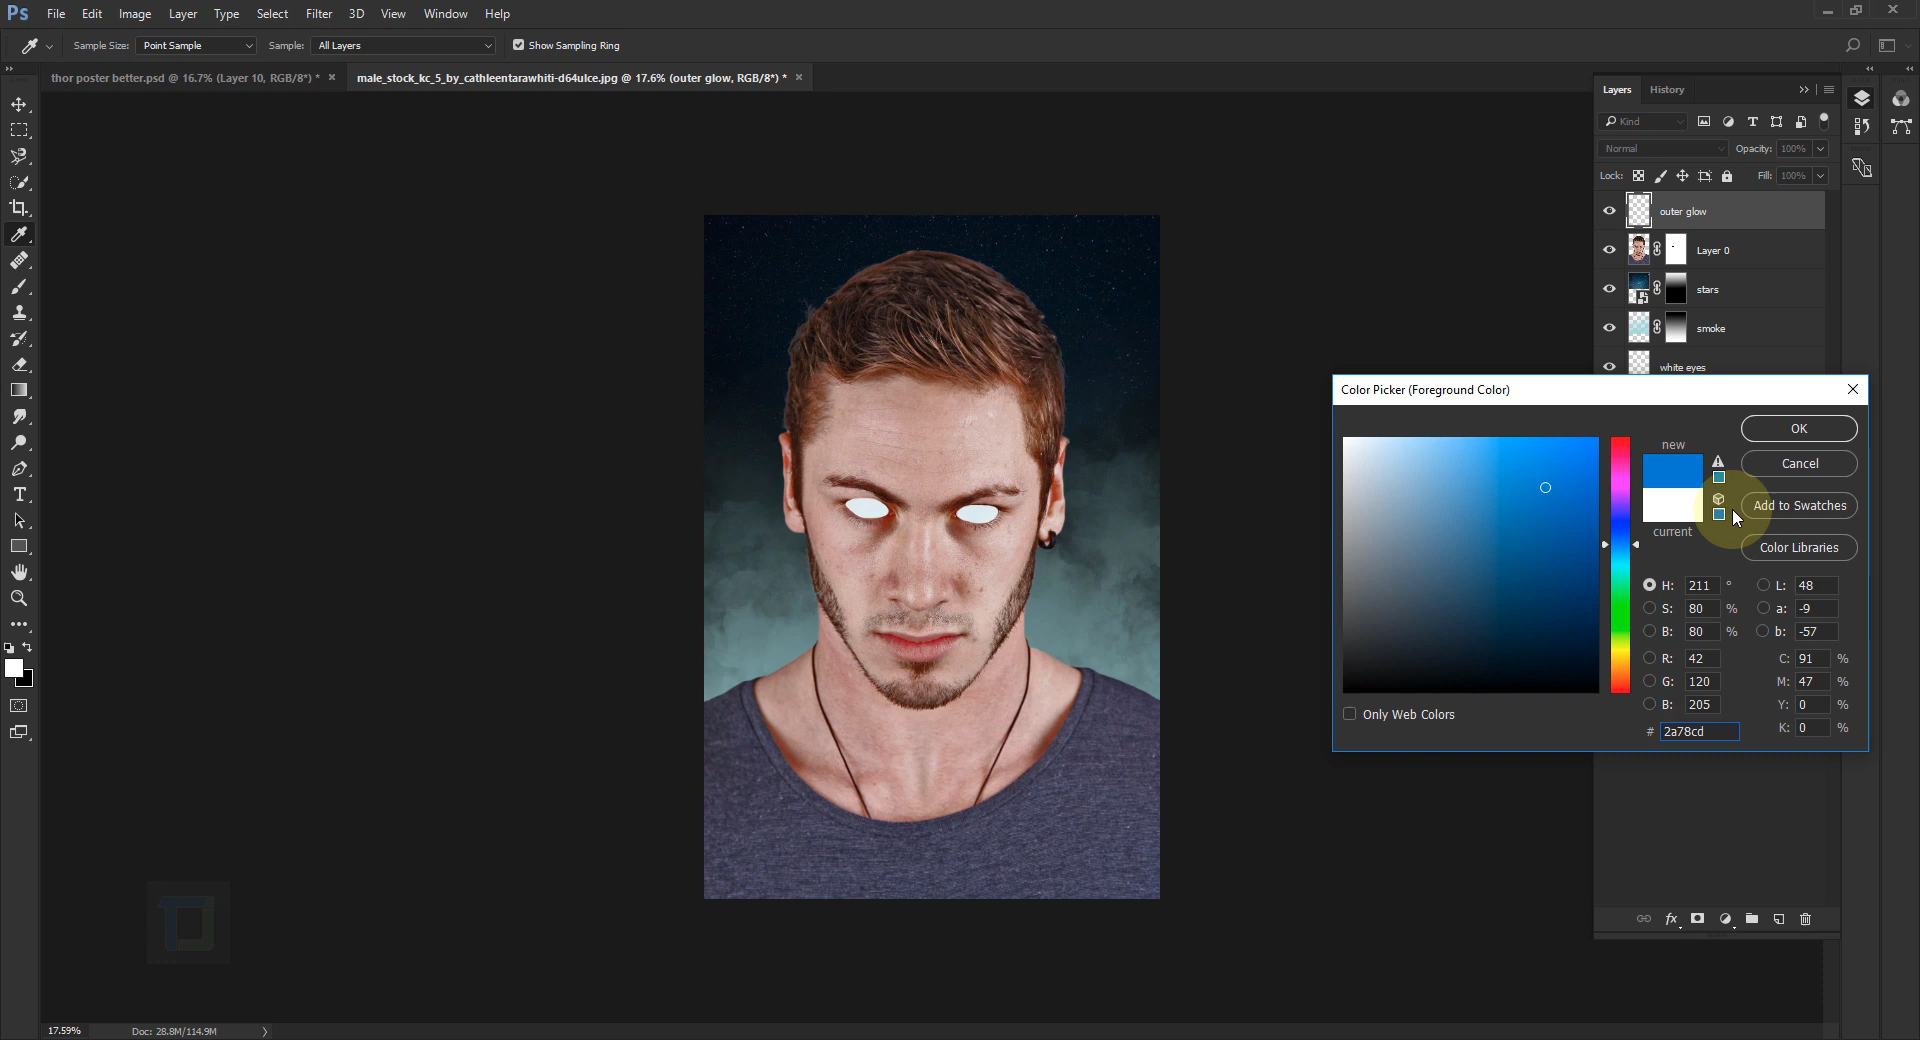 Ps File Edit Image Layer Type Select Filter 3D View Window Help
Sample Size: Point Sample Sample: All Layers Show Sampling Ring
thor poster better.psd @ 16.7% (Layer 10, RGB/8*) * × male_stock_kc_5_by_cathleentarawhiti-d64ulce.jpg @ 17.6% (outer glow, RGB/8*) * ×
Layers History
Kind
Normal Opacity: 100%
Lock: Fill: 100%
outer glow
Layer 0
stars
smoke
white eyes
Color Picker (Foreground Color)
new
OK
Cancel
Add to Swatches
current
Color Libraries
H: 211 ° L: 48
S: 80 % a: -9
B: 80 % b: -57
R: 42 C: 91 %
G: 120 M: 47 %
B: 205 Y: 0 %
# 2a78cd K: 0 %
Only Web Colors
T
17.59% Doc: 28.8M/114.9M